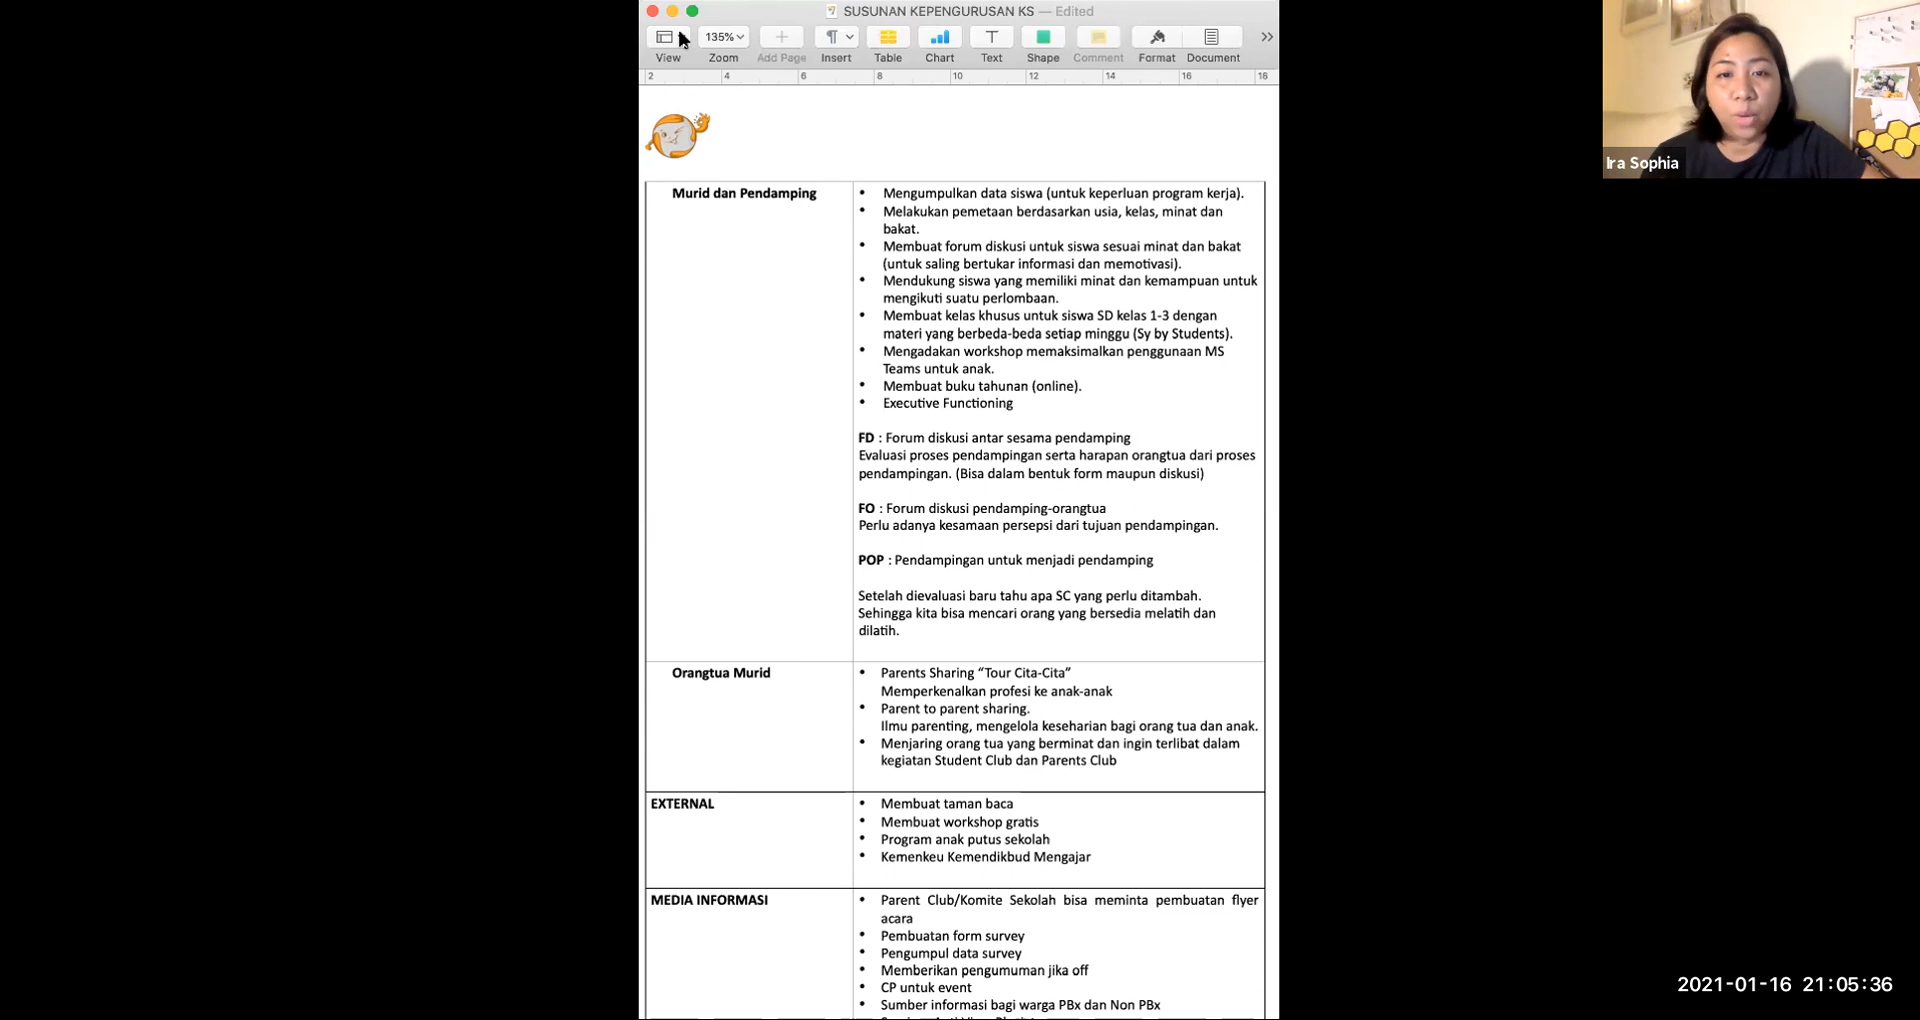 SUSUNAN KEPENGURUSAN KS — Edited
135%
View
Zoom
Add Page
Insert
Table
Chart
Text
Shape
Comment
Format
Document
2 4 6 8 10 12 14 16 18
Ira Sophia
Murid dan Pendamping
• Mengumpulkan data siswa (untuk keperluan program kerja).
• Melakukan pemetaan berdasarkan usia, kelas, minat dan
bakat.
• Membuat forum diskusi untuk siswa sesuai minat dan bakat
(untuk saling bertukar informasi dan memotivasi).
• Mendukung siswa yang memiliki minat dan kemampuan untuk
mengikuti suatu perlombaan.
• Membuat kelas khusus untuk siswa SD kelas 1-3 dengan
materi yang berbeda-beda setiap minggu (Sy by Students).
• Mengadakan workshop memaksimalkan penggunaan MS
Teams untuk anak.
• Membuat buku tahunan (online).
• Executive Functioning
FD : Forum diskusi antar sesama pendamping
Evaluasi proses pendampingan serta harapan orangtua dari proses
pendampingan. (Bisa dalam bentuk form maupun diskusi)
FO : Forum diskusi pendamping-orangtua
Perlu adanya kesamaan persepsi dari tujuan pendampingan.
POP : Pendampingan untuk menjadi pendamping
Setelah dievaluasi baru tahu apa SC yang perlu ditambah.
Sehingga kita bisa mencari orang yang bersedia melatih dan
dilatih.
Orangtua Murid
• Parents Sharing “Tour Cita-Cita”
Memperkenalkan profesi ke anak-anak
• Parent to parent sharing.
Ilmu parenting, mengelola keseharian bagi orang tua dan anak.
• Menjaring orang tua yang berminat dan ingin terlibat dalam
kegiatan Student Club dan Parents Club
EXTERNAL
• Membuat taman baca
• Membuat workshop gratis
• Program anak putus sekolah
• Kemenkeu Kemendikbud Mengajar
MEDIA INFORMASI
• Parent Club/Komite Sekolah bisa meminta pembuatan flyer
acara
• Pembuatan form survey
• Pengumpul data survey
• Memberikan pengumuman jika off
• CP untuk event
• Sumber informasi bagi warga PBx dan Non PBx
2021-01-16 21:05:36